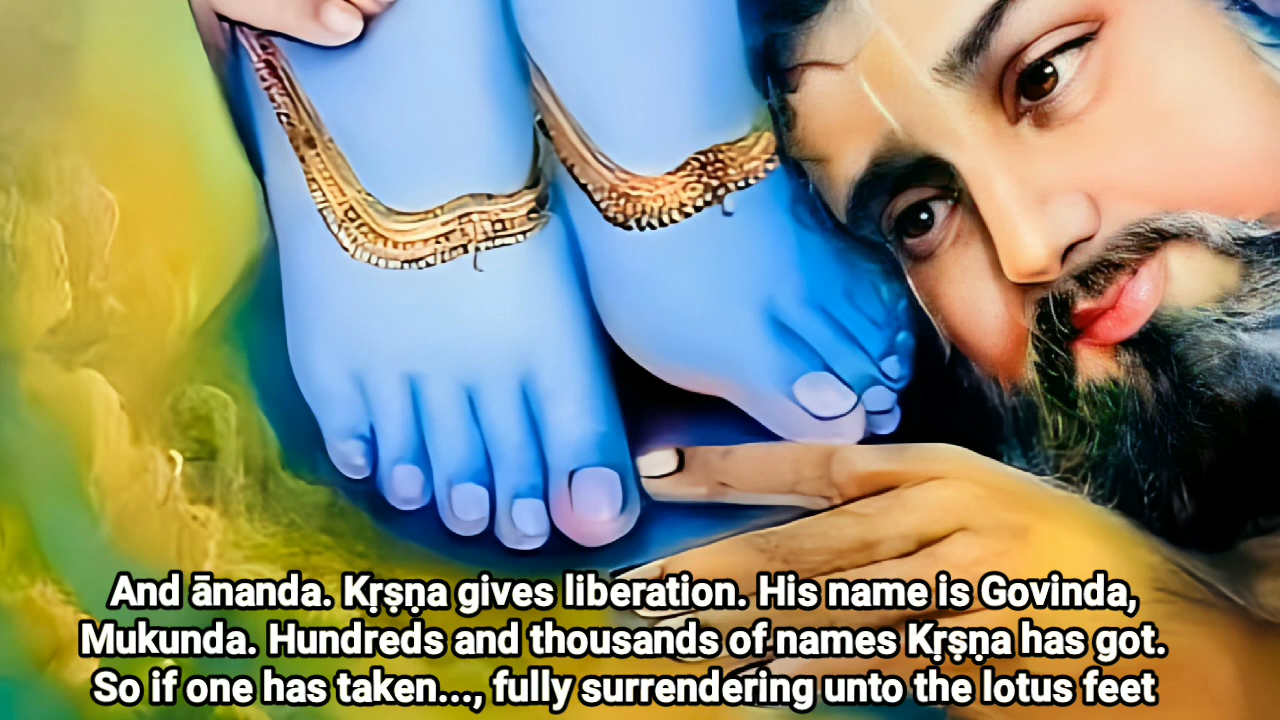 And ānanda. Kṛṣṇa gives liberation. His name is Govinda,
Mukunda. Hundreds and thousands of names Kṛṣṇa has got.
So if one has taken..., fully surrendering unto the lotus feet